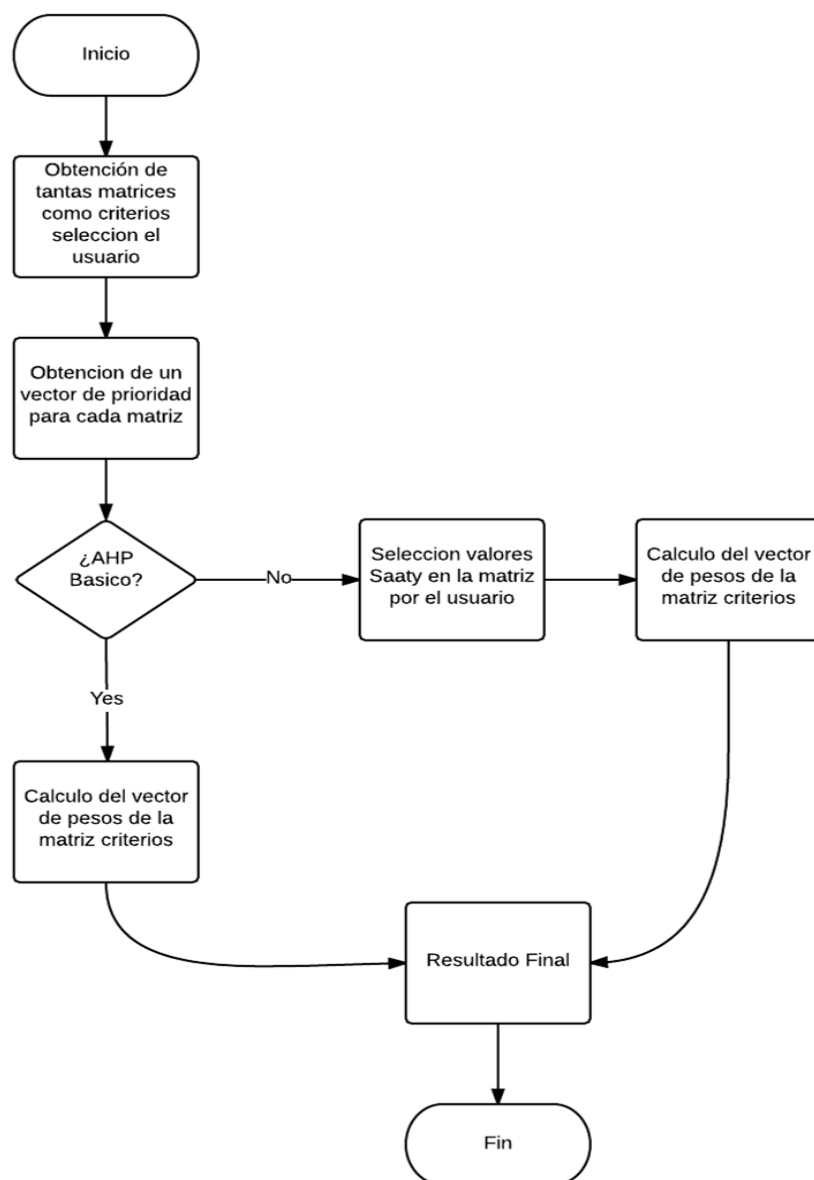 Inicio
Obtención de
tantas matrices
como criterios
seleccion el
usuario
Obtencion de un
vector de prioridad
para cada matriz
¿AHP
Basico?
No
Seleccion valores
Saaty en la matriz
por el usuario
Calculo del vector
de pesos de la
matriz criterios
Yes
Calculo del vector
de pesos de la
matriz criterios
Resultado Final
Fin